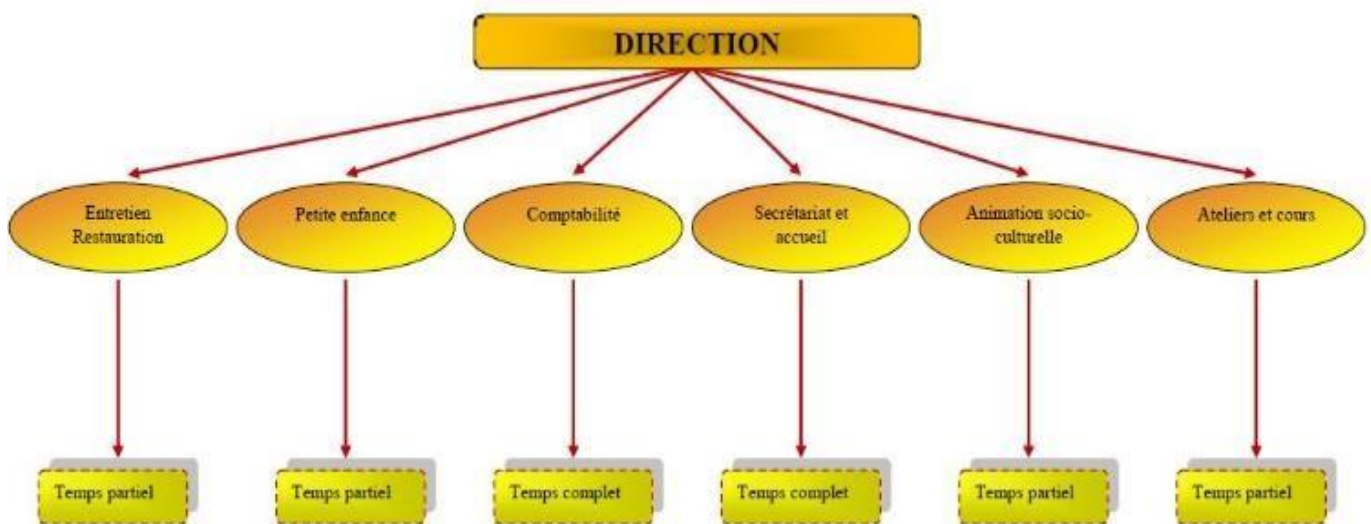 DIRECTION
Entretien
Restauration
Petite enfance
Comptabilité
Secrétariat et
accueil
Animation socio-
culturelle
Ateliers et cours
Temps partiel
Temps partiel
Temps complet
Temps complet
Temps partiel
Temps partiel